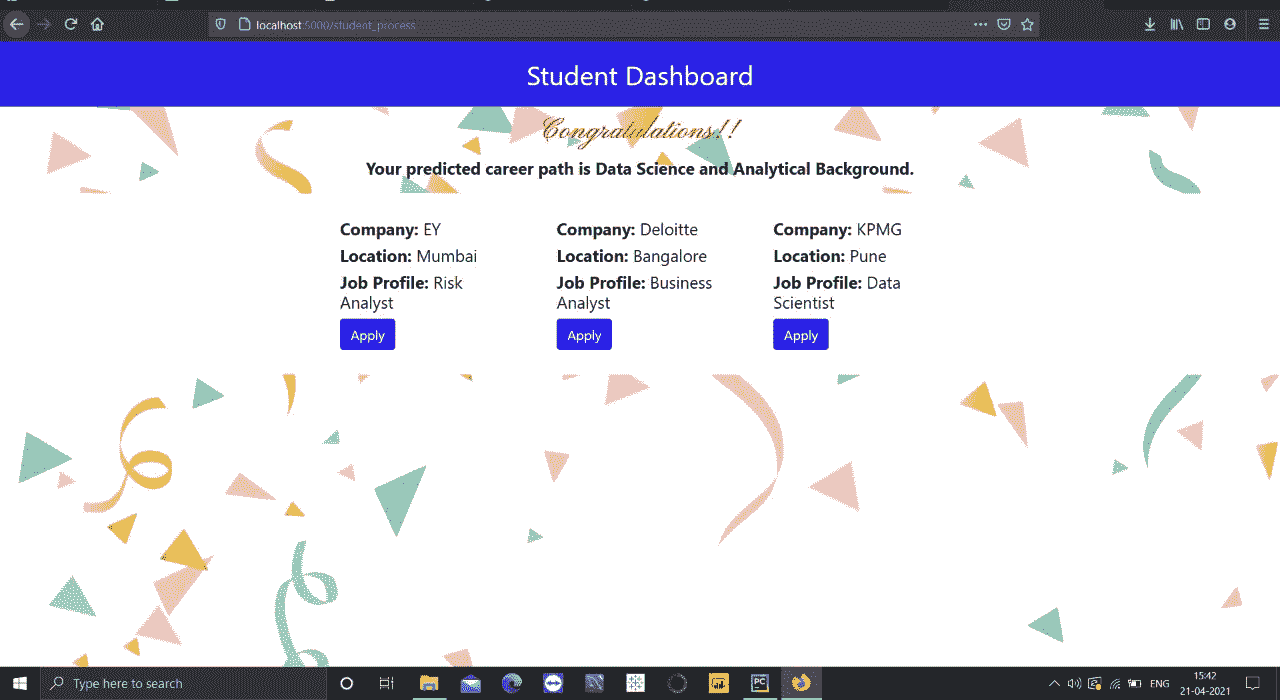 localhost:5000/student_process
Student Dashboard
Congratulations!!
Your predicted career path is Data Science and Analytical Background.
Company: EY
Location: Mumbai
Job Profile: Risk
Analyst
Apply
Company: Deloitte
Location: Bangalore
Job Profile: Business
Analyst
Apply
Company: KPMG
Location: Pune
Job Profile: Data
Scientist
Apply
Type here to search
PC
ENG
15:42
21-04-2021